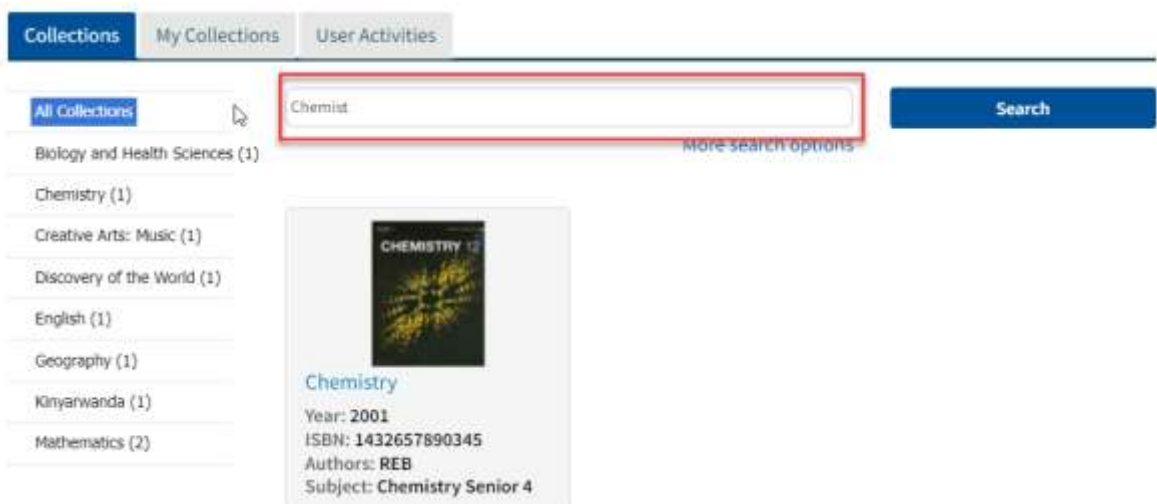 Collections My Collections User Activities
All Collections
Chemist
Search
Biology and Health Sciences (1)
More search options
Chemistry (1)
Creative Arts: Music (1)
Discovery of the World (1)
English (1)
Geography (1)
Kinyarwanda (1)
Mathematics (2)
CHEMISTRY 12
Chemistry
Year: 2001
ISBN: 1432657890345
Authors: REB
Subject: Chemistry Senior 4